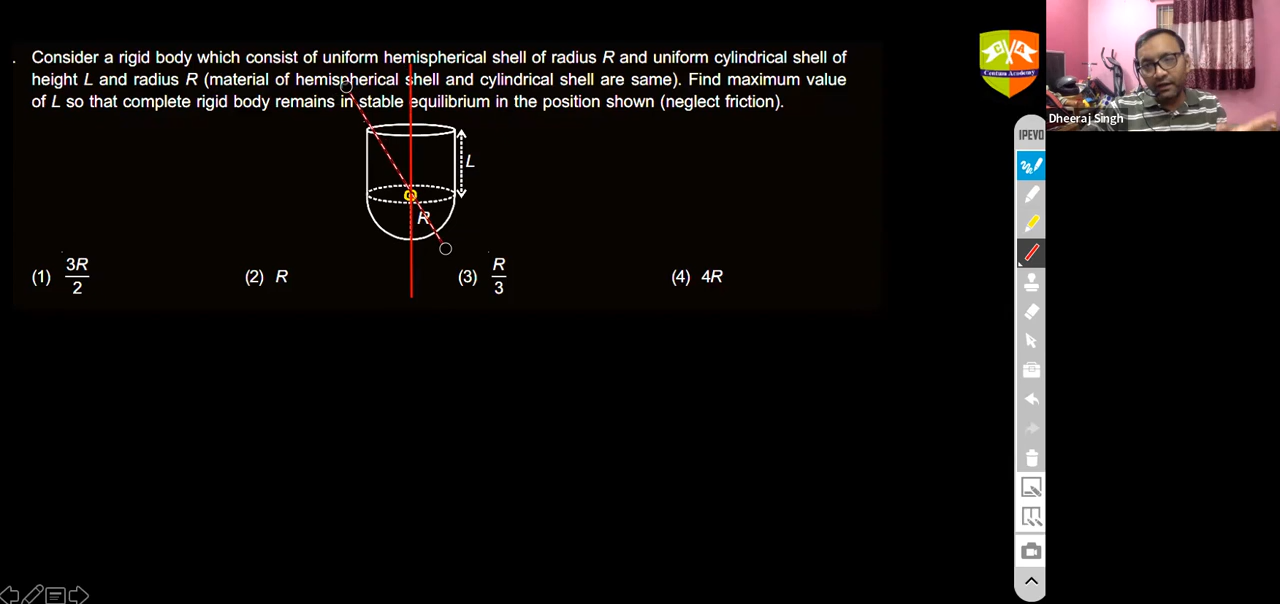 . Consider a rigid body which consist of uniform hemispherical shell of radius R and uniform cylindrical shell of
height L and radius R (material of hemispherical shell and cylindrical shell are same). Find maximum value
of L so that complete rigid body remains in stable equilibrium in the position shown (neglect friction).
L
R
(1) 3R/2 (2) R (3) R/3 (4) 4R
Centum Academy
Dheeraj Singh
IPEVO